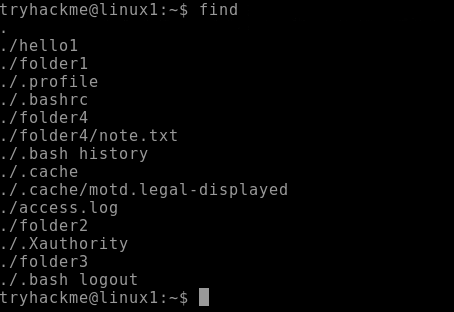 tryhackme@linux1:~$ find
.
./hello1
./folder1
./.profile
./.bashrc
./folder4
./folder4/note.txt
./.bash history
./.cache
./.cache/motd.legal-displayed
./access.log
./folder2
./.Xauthority
./folder3
./.bash logout
tryhackme@linux1:~$